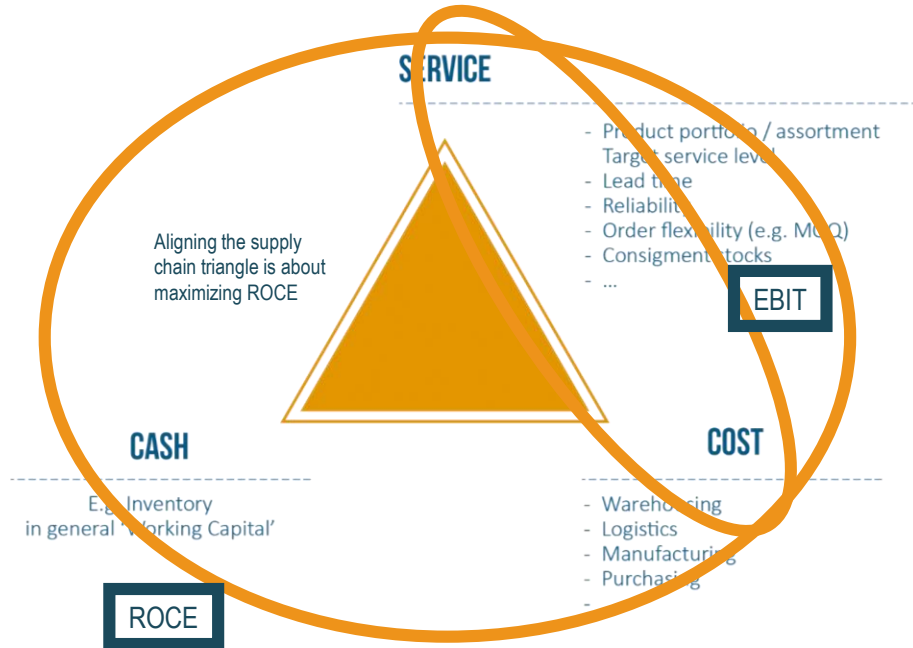 SERVICE
- Product portfolio / assortment
Target service level
- Lead time
- Reliability
- Order flexibility (e.g. MOQ)
- Consigment stocks
- ...
Aligning the supply
chain triangle is about
maximizing ROCE
EBIT
CASH
E.g. Inventory
in general ‘Working Capital’
COST
- Warehousing
- Logistics
- Manufacturing
- Purchasing
-
ROCE